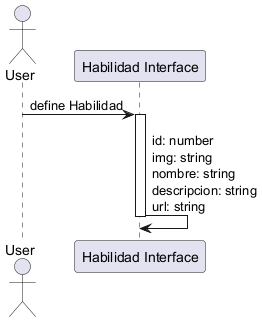 User
Habilidad Interface
define Habilidad
id: number
img: string
nombre: string
descripcion: string
url: string
User
Habilidad Interface